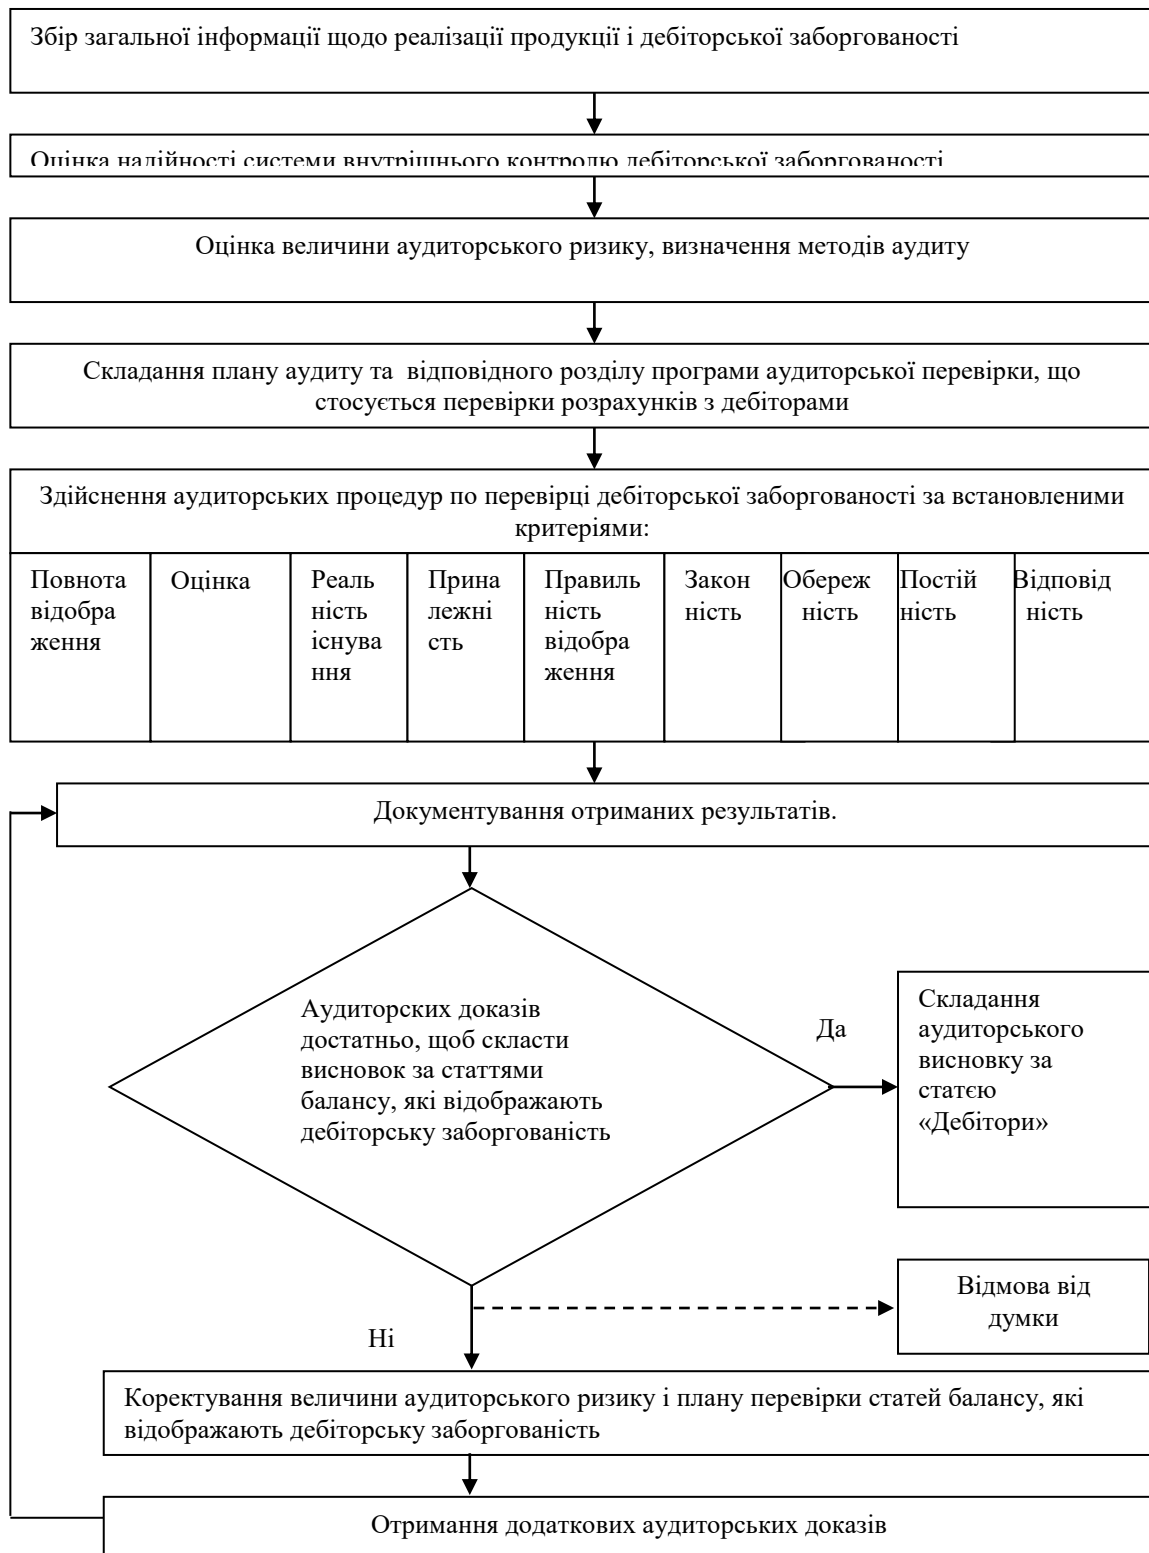 Збір загальної інформації щодо реалізації продукції і дебіторської заборгованості
Оцінка надійності системи внутрішнього контролю дебіторської заборгованості
Оцінка величини аудиторського ризику, визначення методів аудиту
Складання плану аудиту та відповідного розділу програми аудиторської перевірки, що
стосується перевірки розрахунків з дебіторами
Здійснення аудиторських процедур по перевірці дебіторської заборгованості за встановленими
критеріями:
Повнота
відобра
ження
Оцінка
Реаль
ність
існува
ння
Прина
лежні
сть
Правиль
ність
відобра
ження
Закон
ність
Обереж
ність
Постій
ність
Відповід
ність
Документування отриманих результатів.
Аудиторских доказів
достатньо, щоб скласти
висновок за статтями
балансу, які відображають
дебіторську заборгованість
Да
Складання
аудиторського
висновку за
статєю
«Дебітори»
Відмова від
думки
Ні
Коректування величини аудиторського ризику і плану перевірки статей балансу, які
відображають дебіторську заборгованість
Отримання додаткових аудиторських доказів